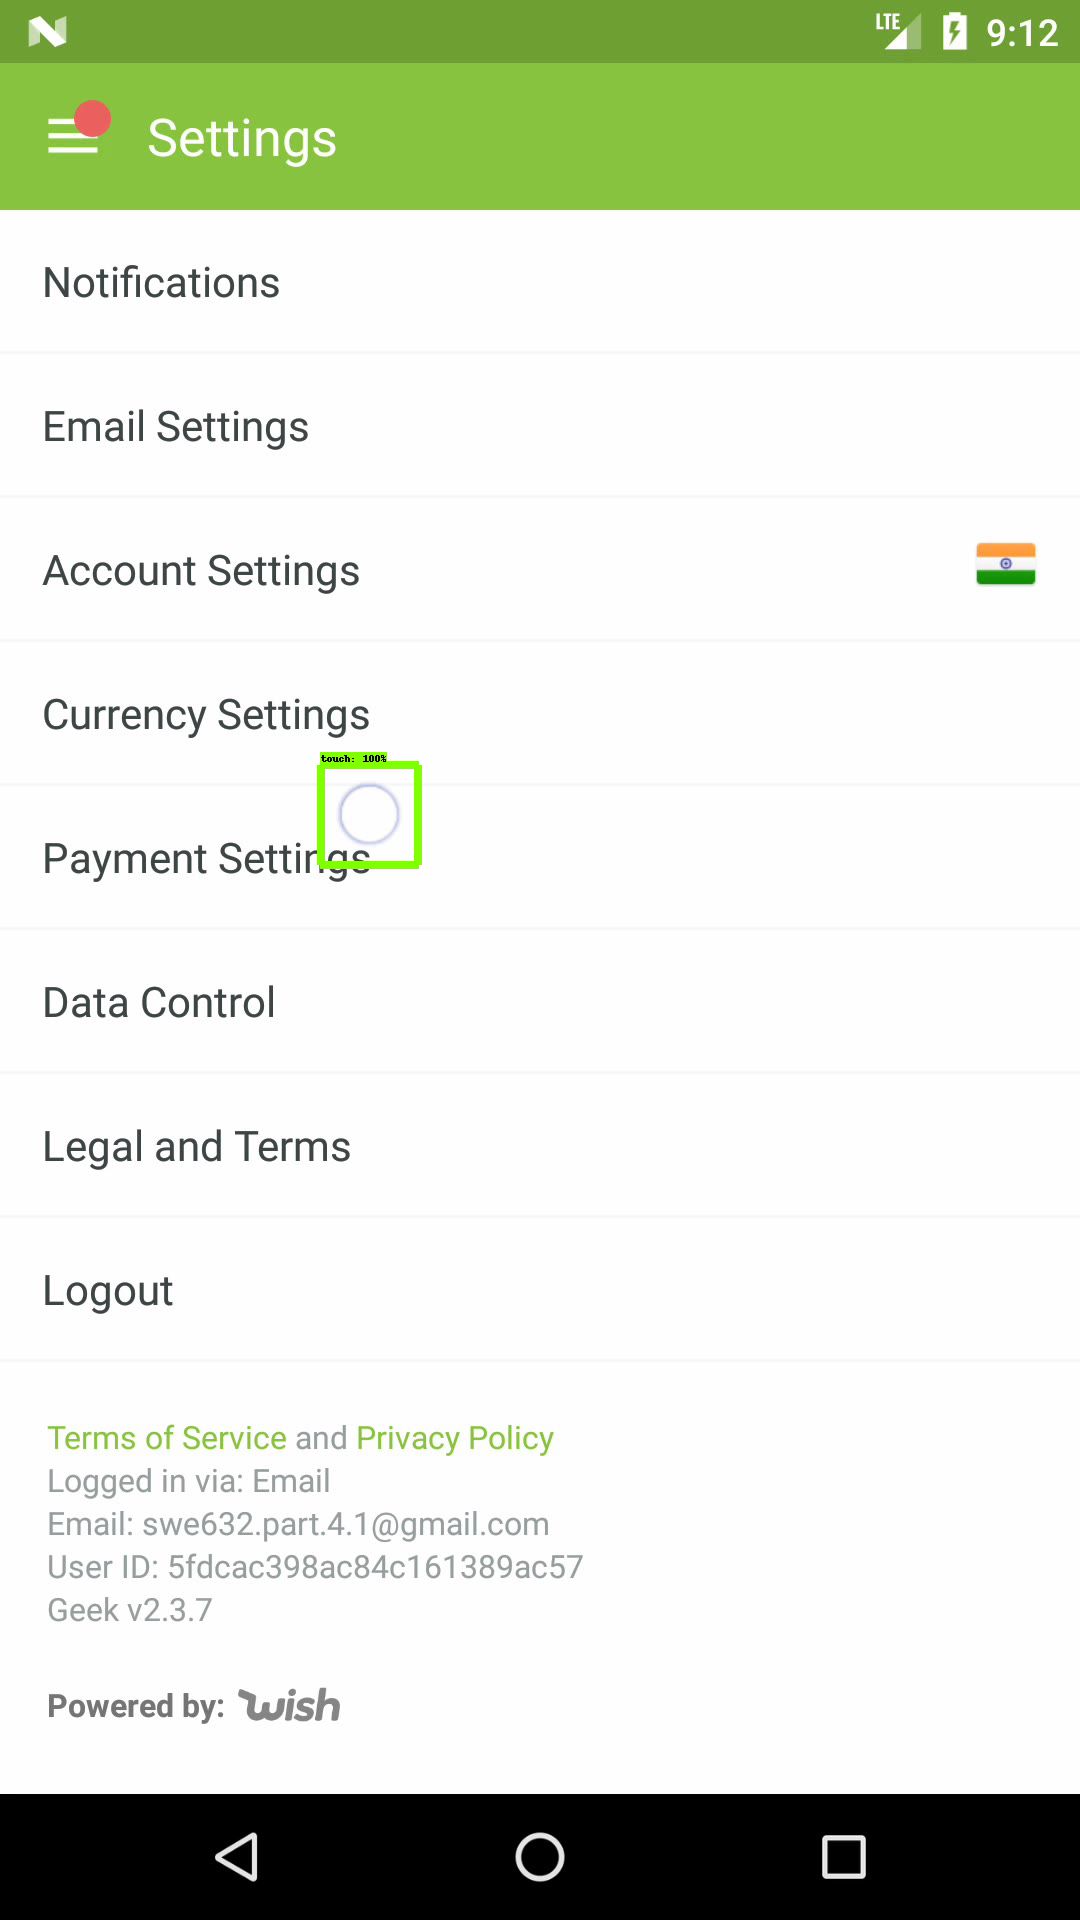 LTE 9:12
Settings
Notifications
Email Settings
Account Settings
Currency Settings
touch: 100%
Payment Settings
Data Control
Legal and Terms
Logout
Terms of Service and Privacy Policy
Logged in via: Email
Email: swe632.part.4.1@gmail.com
User ID: 5fdcac398ac84c161389ac57
Geek v2.3.7
Powered by: wish